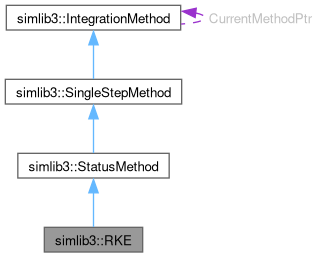 simlib3::IntegrationMethod
CurrentMethodPtr
simlib3::SingleStepMethod
simlib3::StatusMethod
simlib3::RKE